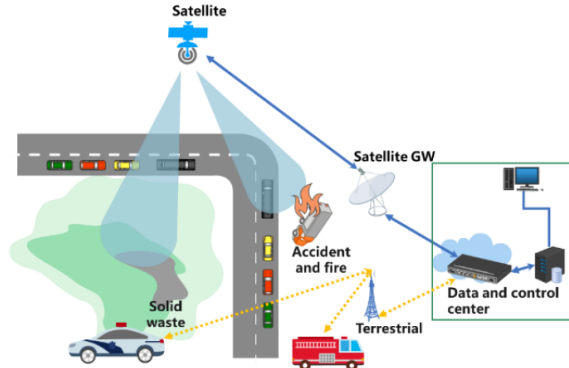 Satellite
Satellite GW
Accident
and fire
Solid
waste
Terrestrial
Data and control
center